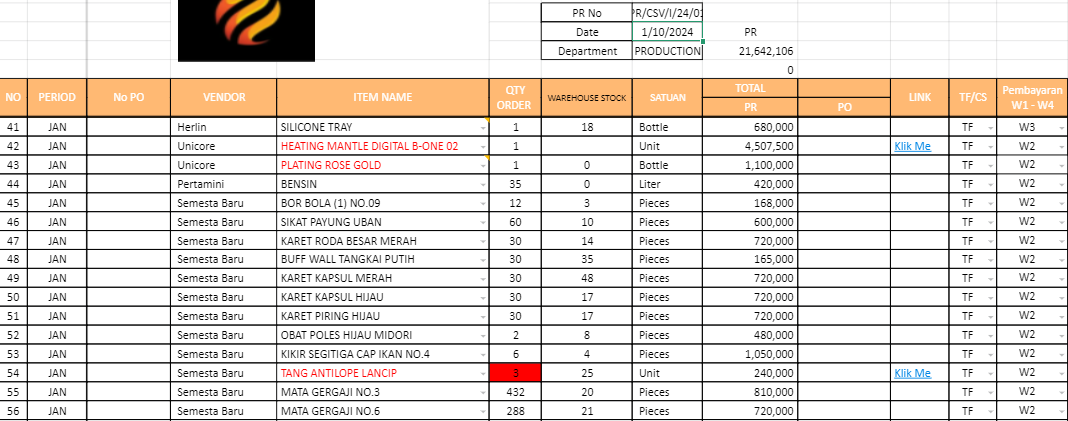 PR No PR/CSV/I/24/01
Date 1/10/2024 PR
Department PRODUCTION 21,642,106
0
NO PERIOD No PO VENDOR ITEM NAME QTY ORDER WAREHOUSE STOCK SATUAN TOTAL LINK TF/CS Pembayaran W1 - W4
PR PO
41 JAN Herlin SILICONE TRAY 1 18 Bottle 680,000 TF W3
42 JAN Unicore HEATING MANTLE DIGITAL B-ONE 02 1 Unit 4,507,500 Klik Me TF W2
43 JAN Unicore PLATING ROSE GOLD 1 0 Bottle 1,100,000 TF W2
44 JAN Pertamini BENSIN 35 0 Liter 420,000 TF W2
45 JAN Semesta Baru BOR BOLA (1) NO.09 12 3 Pieces 168,000 TF W2
46 JAN Semesta Baru SIKAT PAYUNG UBAN 60 10 Pieces 600,000 TF W2
47 JAN Semesta Baru KARET RODA BESAR MERAH 30 14 Pieces 720,000 TF W2
48 JAN Semesta Baru BUFF WALL TANGKAI PUTIH 30 35 Pieces 165,000 TF W2
49 JAN Semesta Baru KARET KAPSUL MERAH 30 48 Pieces 720,000 TF W2
50 JAN Semesta Baru KARET KAPSUL HIJAU 30 17 Pieces 720,000 TF W2
51 JAN Semesta Baru KARET PIRING HIJAU 30 17 Pieces 720,000 TF W2
52 JAN Semesta Baru OBAT POLES HIJAU MIDORI 2 8 Pieces 480,000 TF W2
53 JAN Semesta Baru KIKIR SEGITIGA CAP IKAN NO.4 6 4 Pieces 1,050,000 TF W2
54 JAN Semesta Baru TANG ANTILOPE LANCIP 3 25 Unit 240,000 Klik Me TF W2
55 JAN Semesta Baru MATA GERGAJI NO.3 432 20 Pieces 810,000 TF W2
56 JAN Semesta Baru MATA GERGAJI NO.6 288 21 Pieces 720,000 TF W2